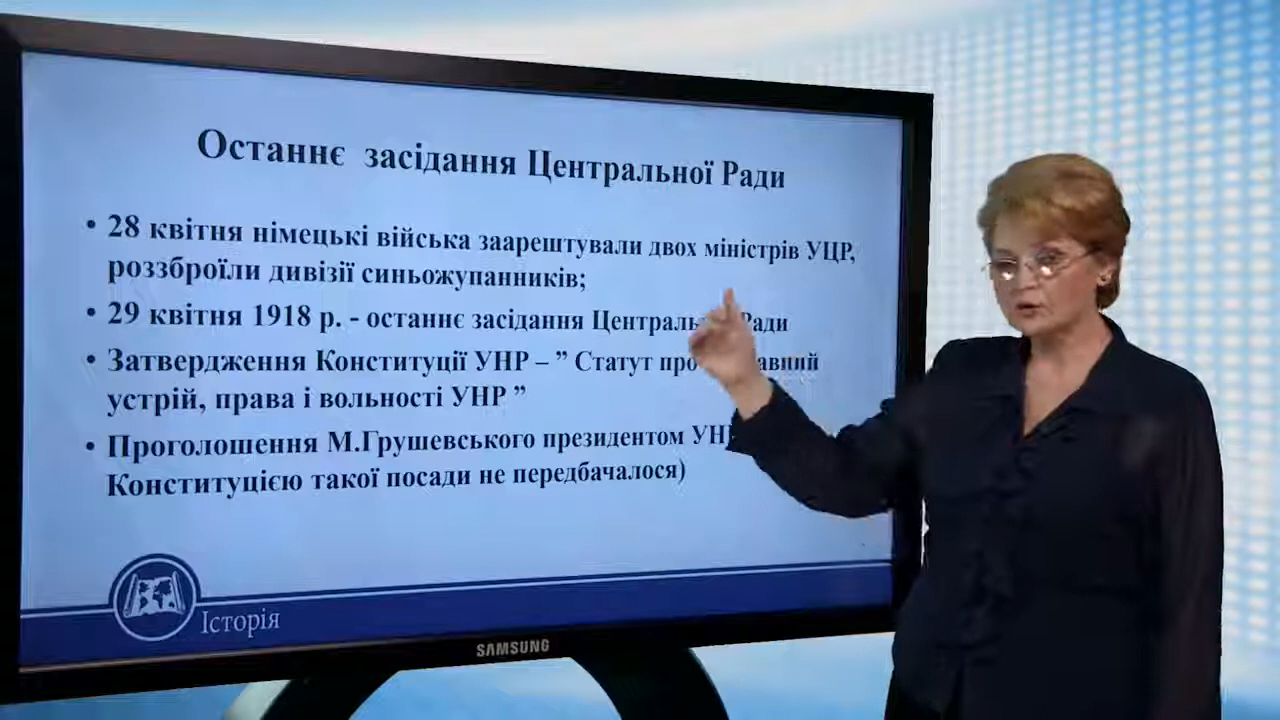 Останнє засідання Центральної Ради
• 28 квітня німецькі війська заарештували двох міністрів УЦР,
роззброїли дивізії синьожупанників;
• 29 квітня 1918 р. - останнє засідання Ради
• Затвердження Конституції УНР – ” Статут про
устрій, права і вольності УНР ”
• Проголошення М.Грушевського президентом
Конституцією такої посади не передбачалося)
Історія
SAMSUNG